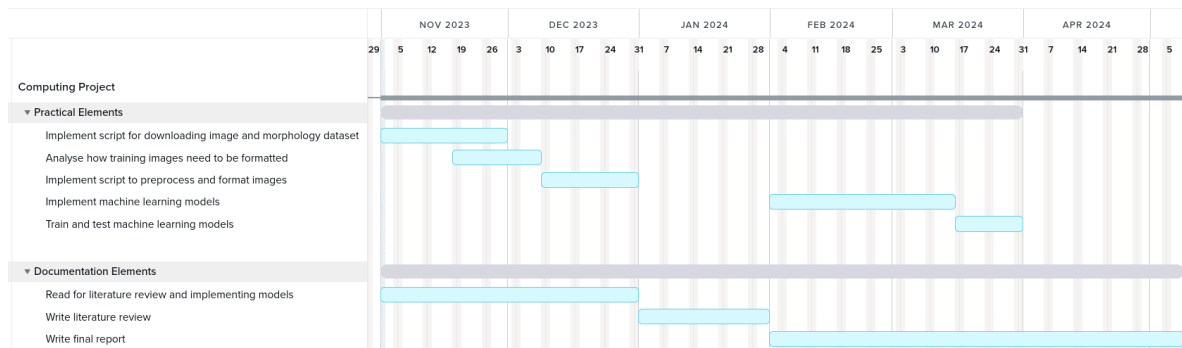 NOV 2023 DEC 2023 JAN 2024 FEB 2024 MAR 2024 APR 2024
29 5 12 19 26 3 10 17 24 31 7 14 21 28 4 11 18 25 3 10 17 24 31 7 14 21 28 5
Computing Project
Practical Elements
Implement script for downloading image and morphology dataset
Analyse how training images need to be formatted
Implement script to preprocess and format images
Implement machine learning models
Train and test machine learning models
Documentation Elements
Read for literature review and implementing models
Write literature review
Write final report